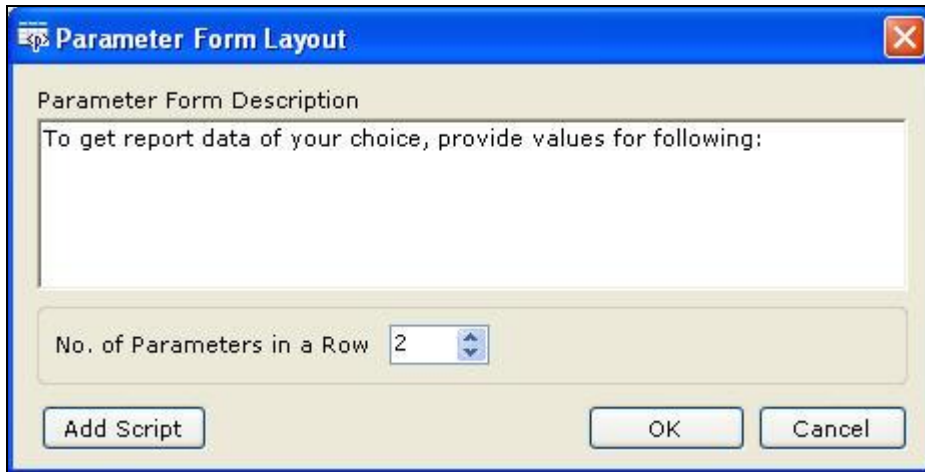 <p> Parameter Form Layout
Parameter Form Description
To get report data of your choice, provide values for following:
No. of Parameters in a Row 2
Add Script OK Cancel